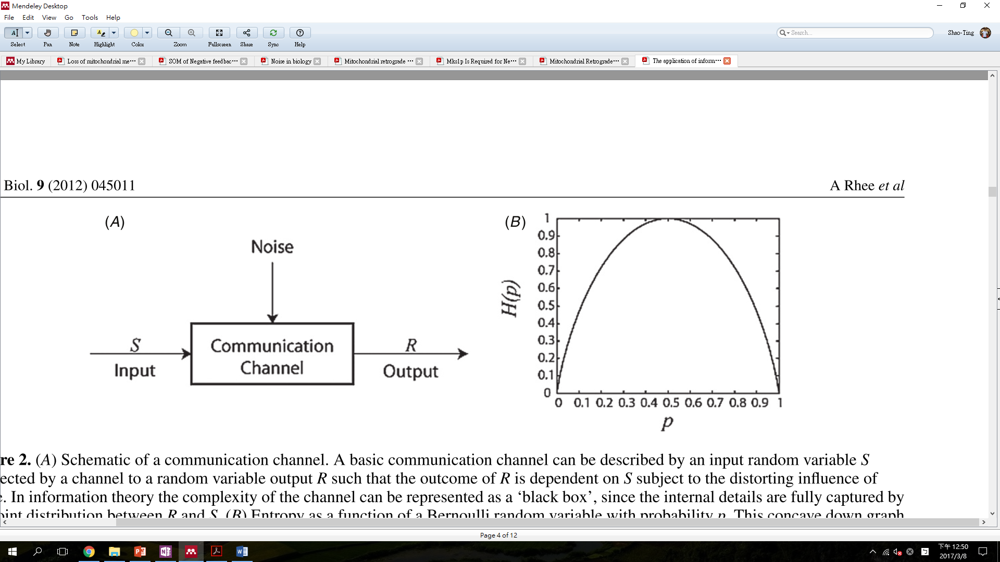 Mendeley Desktop
File Edit View Go Tools Help
Select Pan Note Highlight Color Zoom Fullscreen Share Sync Help
Search...
Shao-Ting
My Library
Loss of mitochondrial me···
SOM of Negative feedbac···
Noise in biology
Mitochondrial retrograde ···
Mks1p Is Required for Ne···
Mitochondrial Retrograde···
The application of inform···
Biol. 9 (2012) 045011
A Rhee et al
(A)
Noise
S
Input
Communication
Channel
R
Output
(B)
1
0.9
0.8
0.7
0.6
0.5
0.4
0.3
0.2
0.1
0
H(p)
0 0.1 0.2 0.3 0.4 0.5 0.6 0.7 0.8 0.9 1
p
re 2. (A) Schematic of a communication channel. A basic communication channel can be described by an input random variable S
ected by a channel to a random variable output R such that the outcome of R is dependent on S subject to the distorting influence of
. In information theory the complexity of the channel can be represented as a ‘black box’, since the internal details are fully captured by
oint distribution between R and S. (B) Entropy as a function of a Bernoulli random variable with probability p. This concave down graph
Page 4 of 12
下午 12:50
2017/3/8